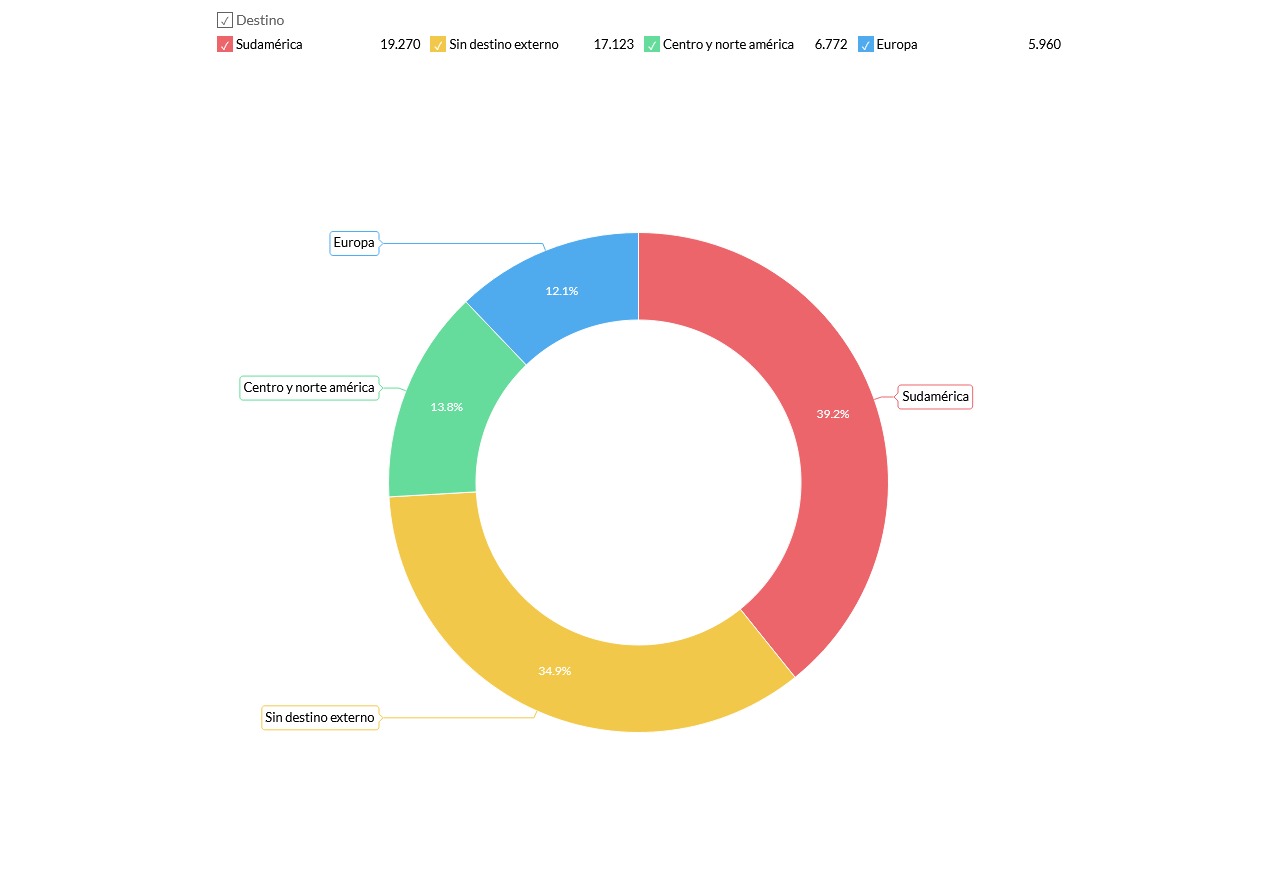 Destino
Sudamérica 19.270 Sin destino externo 17.123 Centro y norte américa 6.772 Europa 5.960
Europa
12.1%
Centro y norte américa
13.8%
Sudamérica
39.2%
34.9%
Sin destino externo